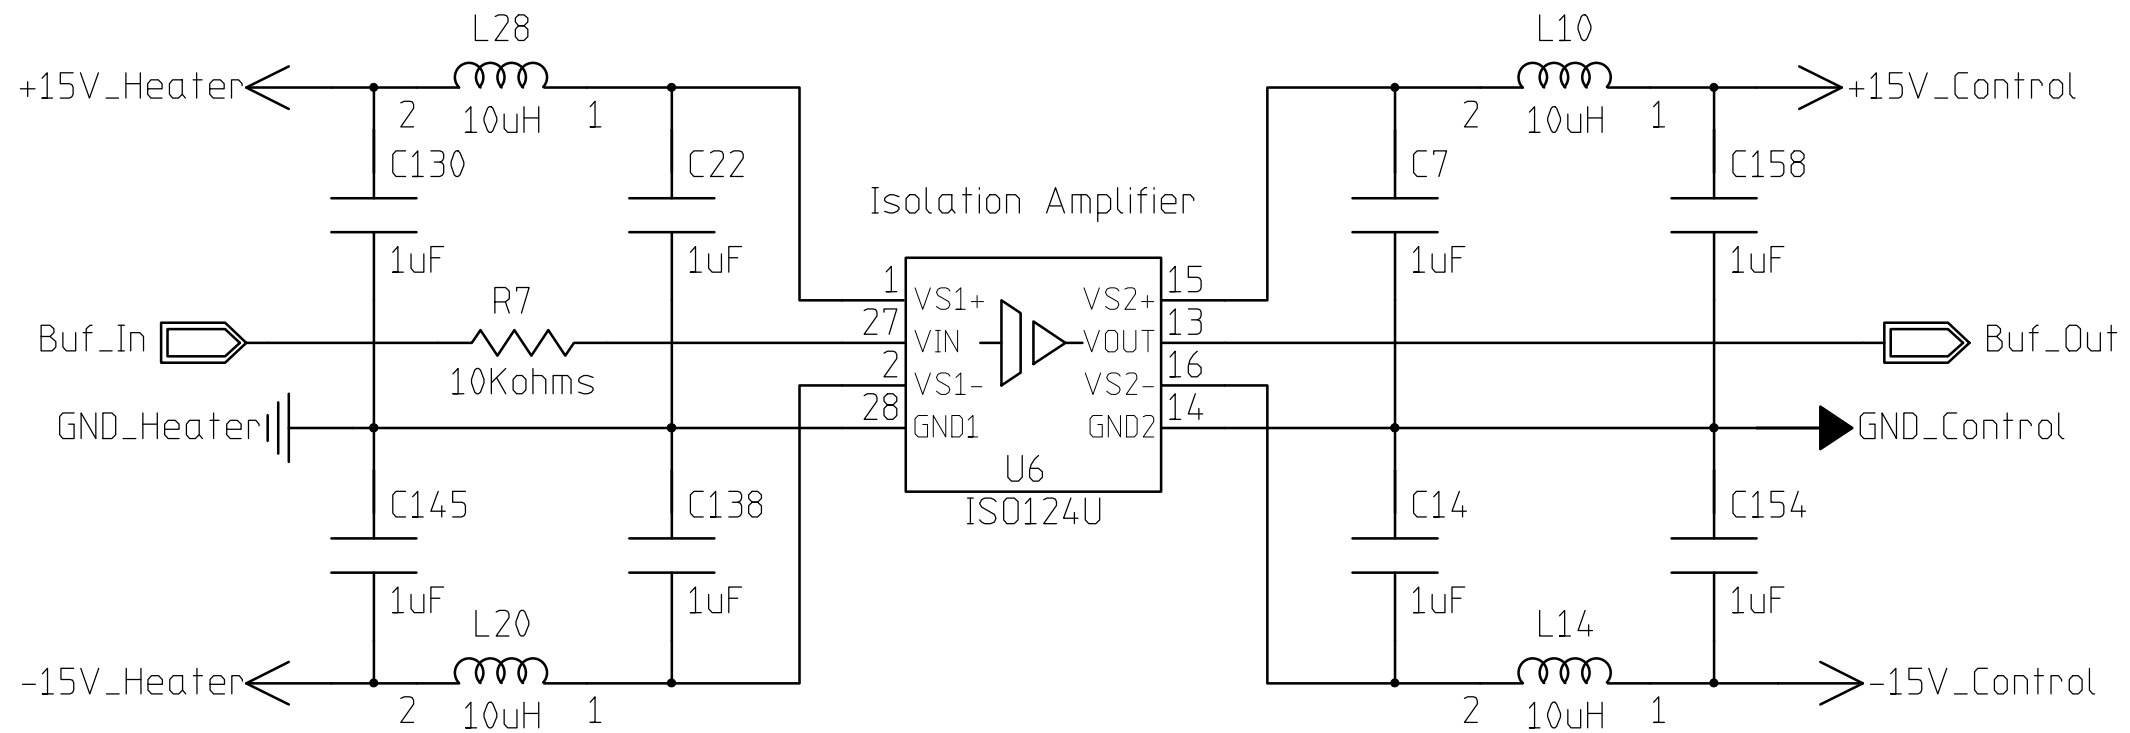 L28
L10
+15V_Heater
+15V_Control
2
10uH
1
2
10uH
1
C130
C22
C7
C158
Isolation Amplifier
1uF
1uF
1uF
1uF
1
VS1+
VS2+
15
R7
27
13
Buf_In
VIN
VOUT
Buf_Out
10Kohms
2
VS1-
VS2-
16
28
14
GND_Heater
GND1
GND2
GND_Control
U6
ISO124U
C145
C138
C14
C154
1uF
1uF
1uF
1uF
L20
L14
-15V_Heater
-15V_Control
2
10uH
1
2
10uH
1